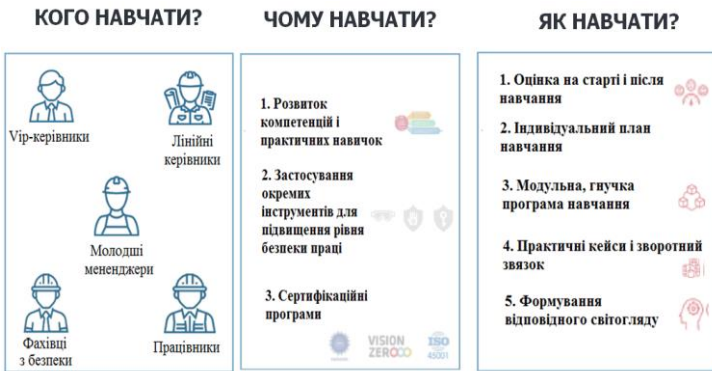 КОГО НАВЧАТИ?
Vip-керівники
Лінійні
керівники
Молодші
мененджери
Фахівці
з безпеки
Працівники
ЧОМУ НАВЧАТИ?
1. Розвиток
компетенцій і
практичних навичок
2. Застосування
окремих
інструментів для
підвищення рівня
безпеки праці
3. Сертифікаційні
програми
VISION
ZERO
ISO
45001
ЯК НАВЧАТИ?
1. Оцінка на старті і після
навчання
2. Індивідуальний план
навчання
3. Модульна, гнучка
програма навчання
4. Практичні кейси і зворотний
звязок
5. Формування
відповідного світогляду